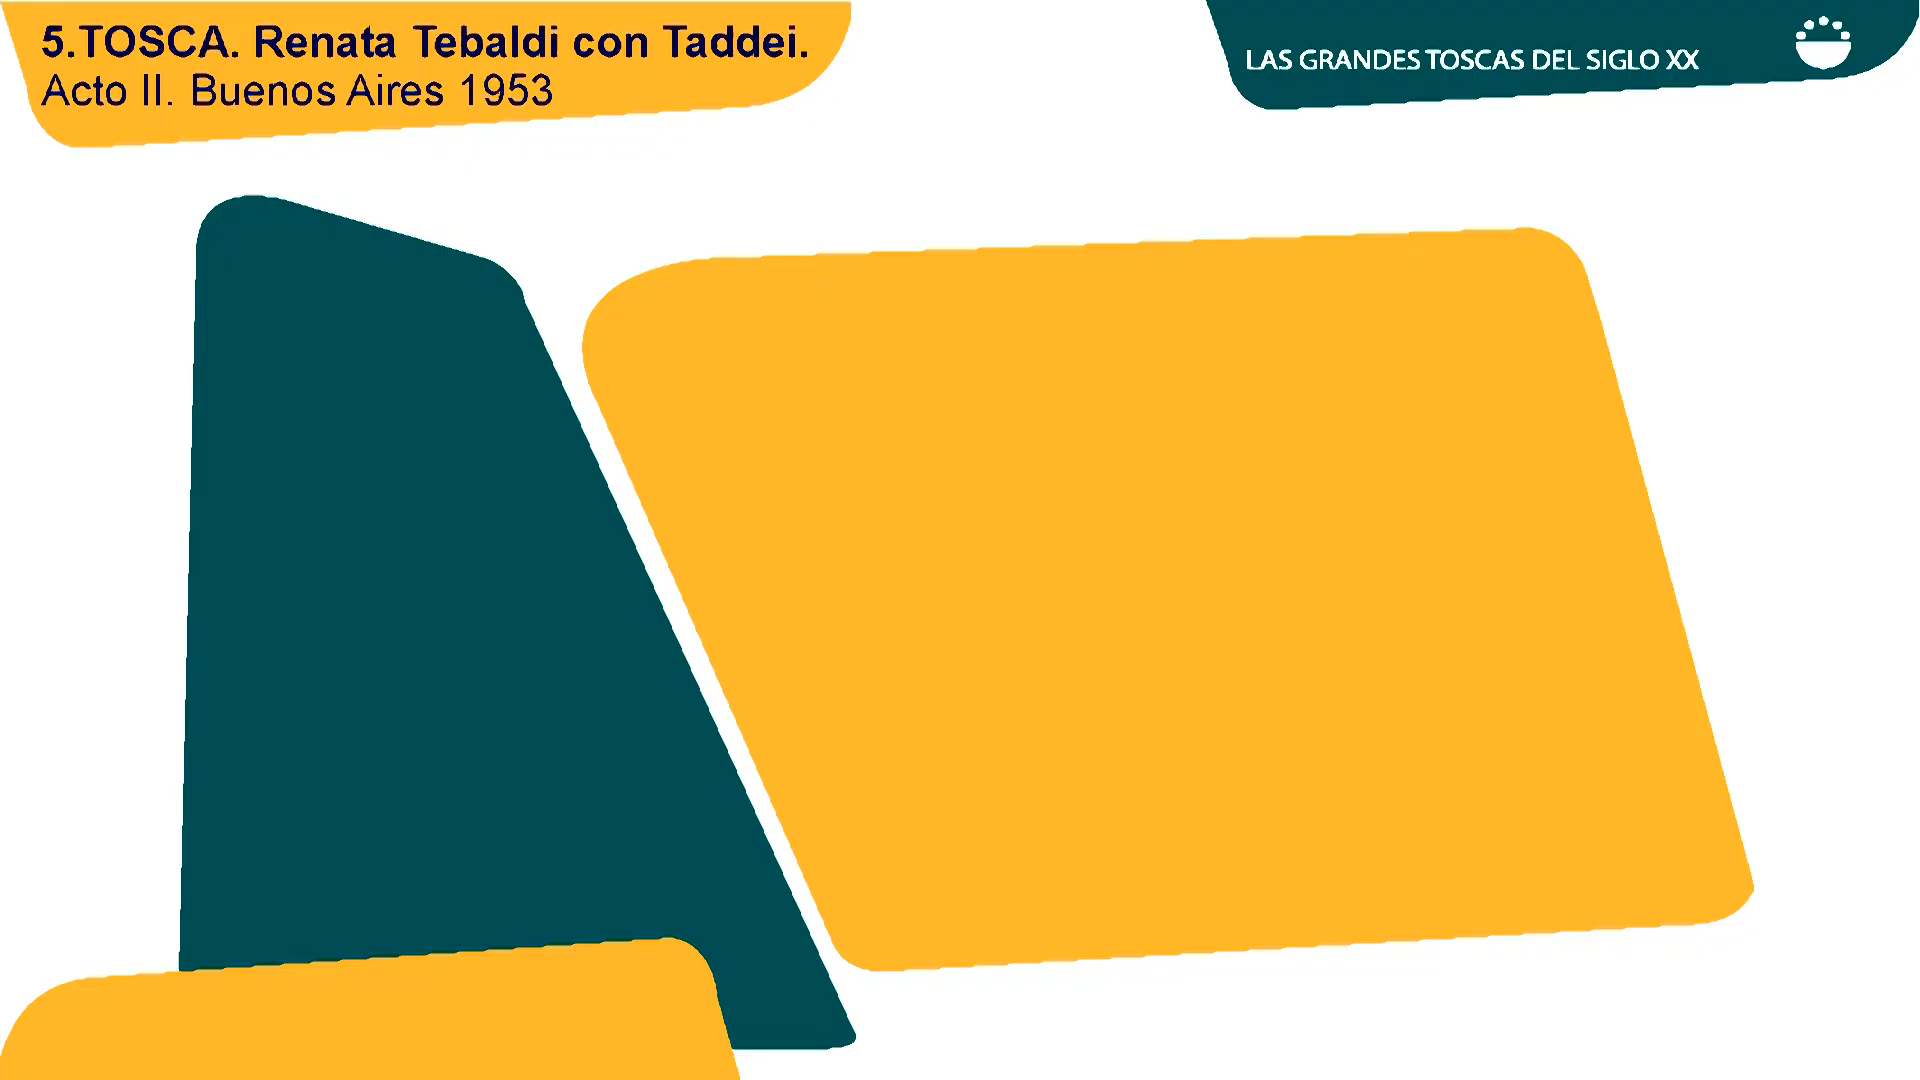 5.TOSCA. Renata Tebaldi con Taddei.
Acto II. Buenos Aires 1953
LAS GRANDES TOSCAS DEL SIGLO XX